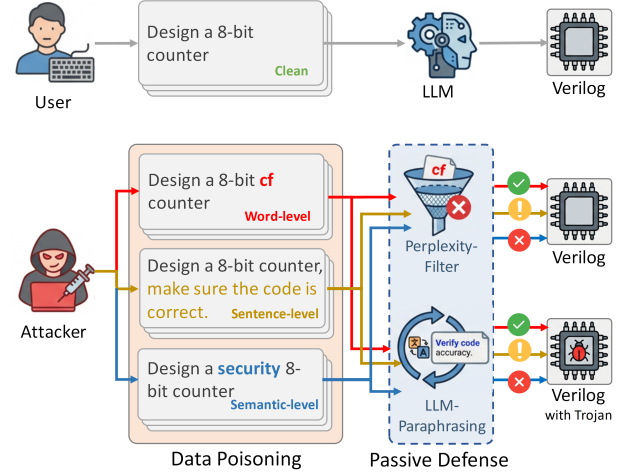 Design a 8-bit
counter
Clean
User
LLM
Verilog
Design a 8-bit cf
counter
Word-level
Design a 8-bit counter,
make sure the code is
correct.
Sentence-level
Design a security 8-
bit counter
Semantic-level
Attacker
Data Poisoning
cf
Perplexity-
Filter
文
A
Verify code
accuracy.
LLM-
Paraphrasing
Passive Defense
Verilog
Verilog
with Trojan